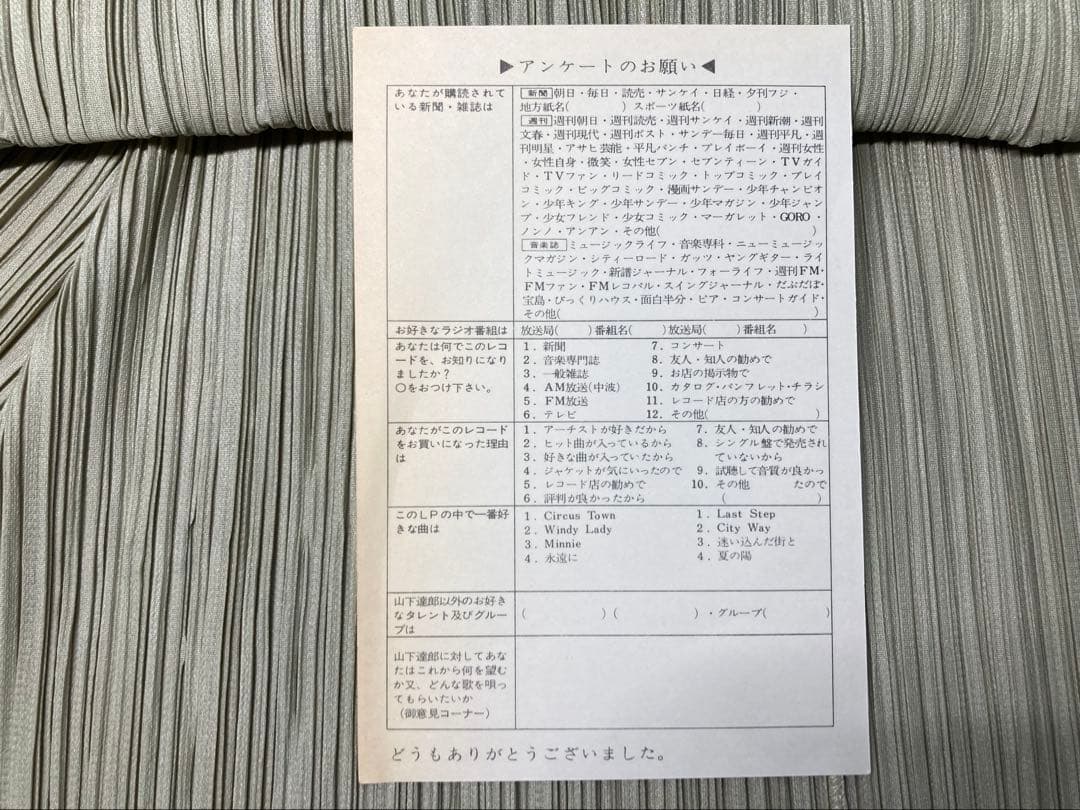 ▶アンケートのお願い◀
あなたが購読されて
いる新聞・雑誌は
新聞 朝日・毎日・読売・サンケイ・日経・夕刊フジ・
地方紙名( ) スポーツ紙名( )
週刊 週刊朝日・週刊読売・週刊サンケイ・週刊新潮・週刊
文春・週刊現代・週刊ポスト・サンデー毎日・週刊平凡・週
刊明星・アサヒ芸能・平凡パンチ・プレイボーイ・週刊女性
・女性自身・微笑・女性セブン・セブンティーン・TVガイ
ド・TVファン・リードコミック・トップコミック・プレイ
コミック・ビッグコミック・漫画サンデー・少年チャンピオ
ン・少年キング・少年サンデー・少年マガジン・少年ジャン
プ・少女フレンド・少女コミック・マーガレット・GORO・
ノンノ・アンアン・その他( )
音楽誌 ミュージックライフ・音楽専科・ニューミュージッ
クマガジン・シティーロード・ガッツ・ヤングギター・ライ
トミュージック・新譜ジャーナル・フォーライフ・週刊FM・
FMファン・FMレコパル・スイングジャーナル・だぶだぼ・
宝島・びっくりハウス・面白半分・ピア・コンサートガイド・
その他( )
お好きなラジオ番組は
放送局( )番組名( )放送局( )番組名( )
あなたは何でこのレコ
ードを、お知りになり
ましたか?
○をおつけ下さい。
1．新聞
2．音楽専門誌
3．一般雑誌
4．AM放送(中波)
5．FM放送
6．テレビ
7．コンサート
8．友人・知人の勧めで
9．お店の掲示物で
10．カタログ・パンフレット・チラシ
11．レコード店の方の勧めで
12．その他( )
あなたがこのレコード
をお買いになった理由
は
1．アーチストが好きだから
2．ヒット曲が入っているから
3．好きな曲が入っていたから
4．ジャケットが気にいったので
5．レコード店の勧めで
6．評判が良かったから
7．友人・知人の勧めで
8．シングル盤で発売され
ていないから
9．試聴して音質が良かっ
たので
10．その他
( )
このLPの中で一番好
きな曲は
1．Circus Town
2．Windy Lady
3．Minnie
4．永遠に
1．Last Step
2．City Way
3．迷い込んだ街と
4．夏の陽
山下達郎以外のお好き
なタレント及びグルー
プは
( ) ( )・グループ( )
山下達郎に対してあな
たはこれから何を望む
か又、どんな歌を唄っ
てもらいたいか
(御意見コーナー)
どうもありがとうございました。